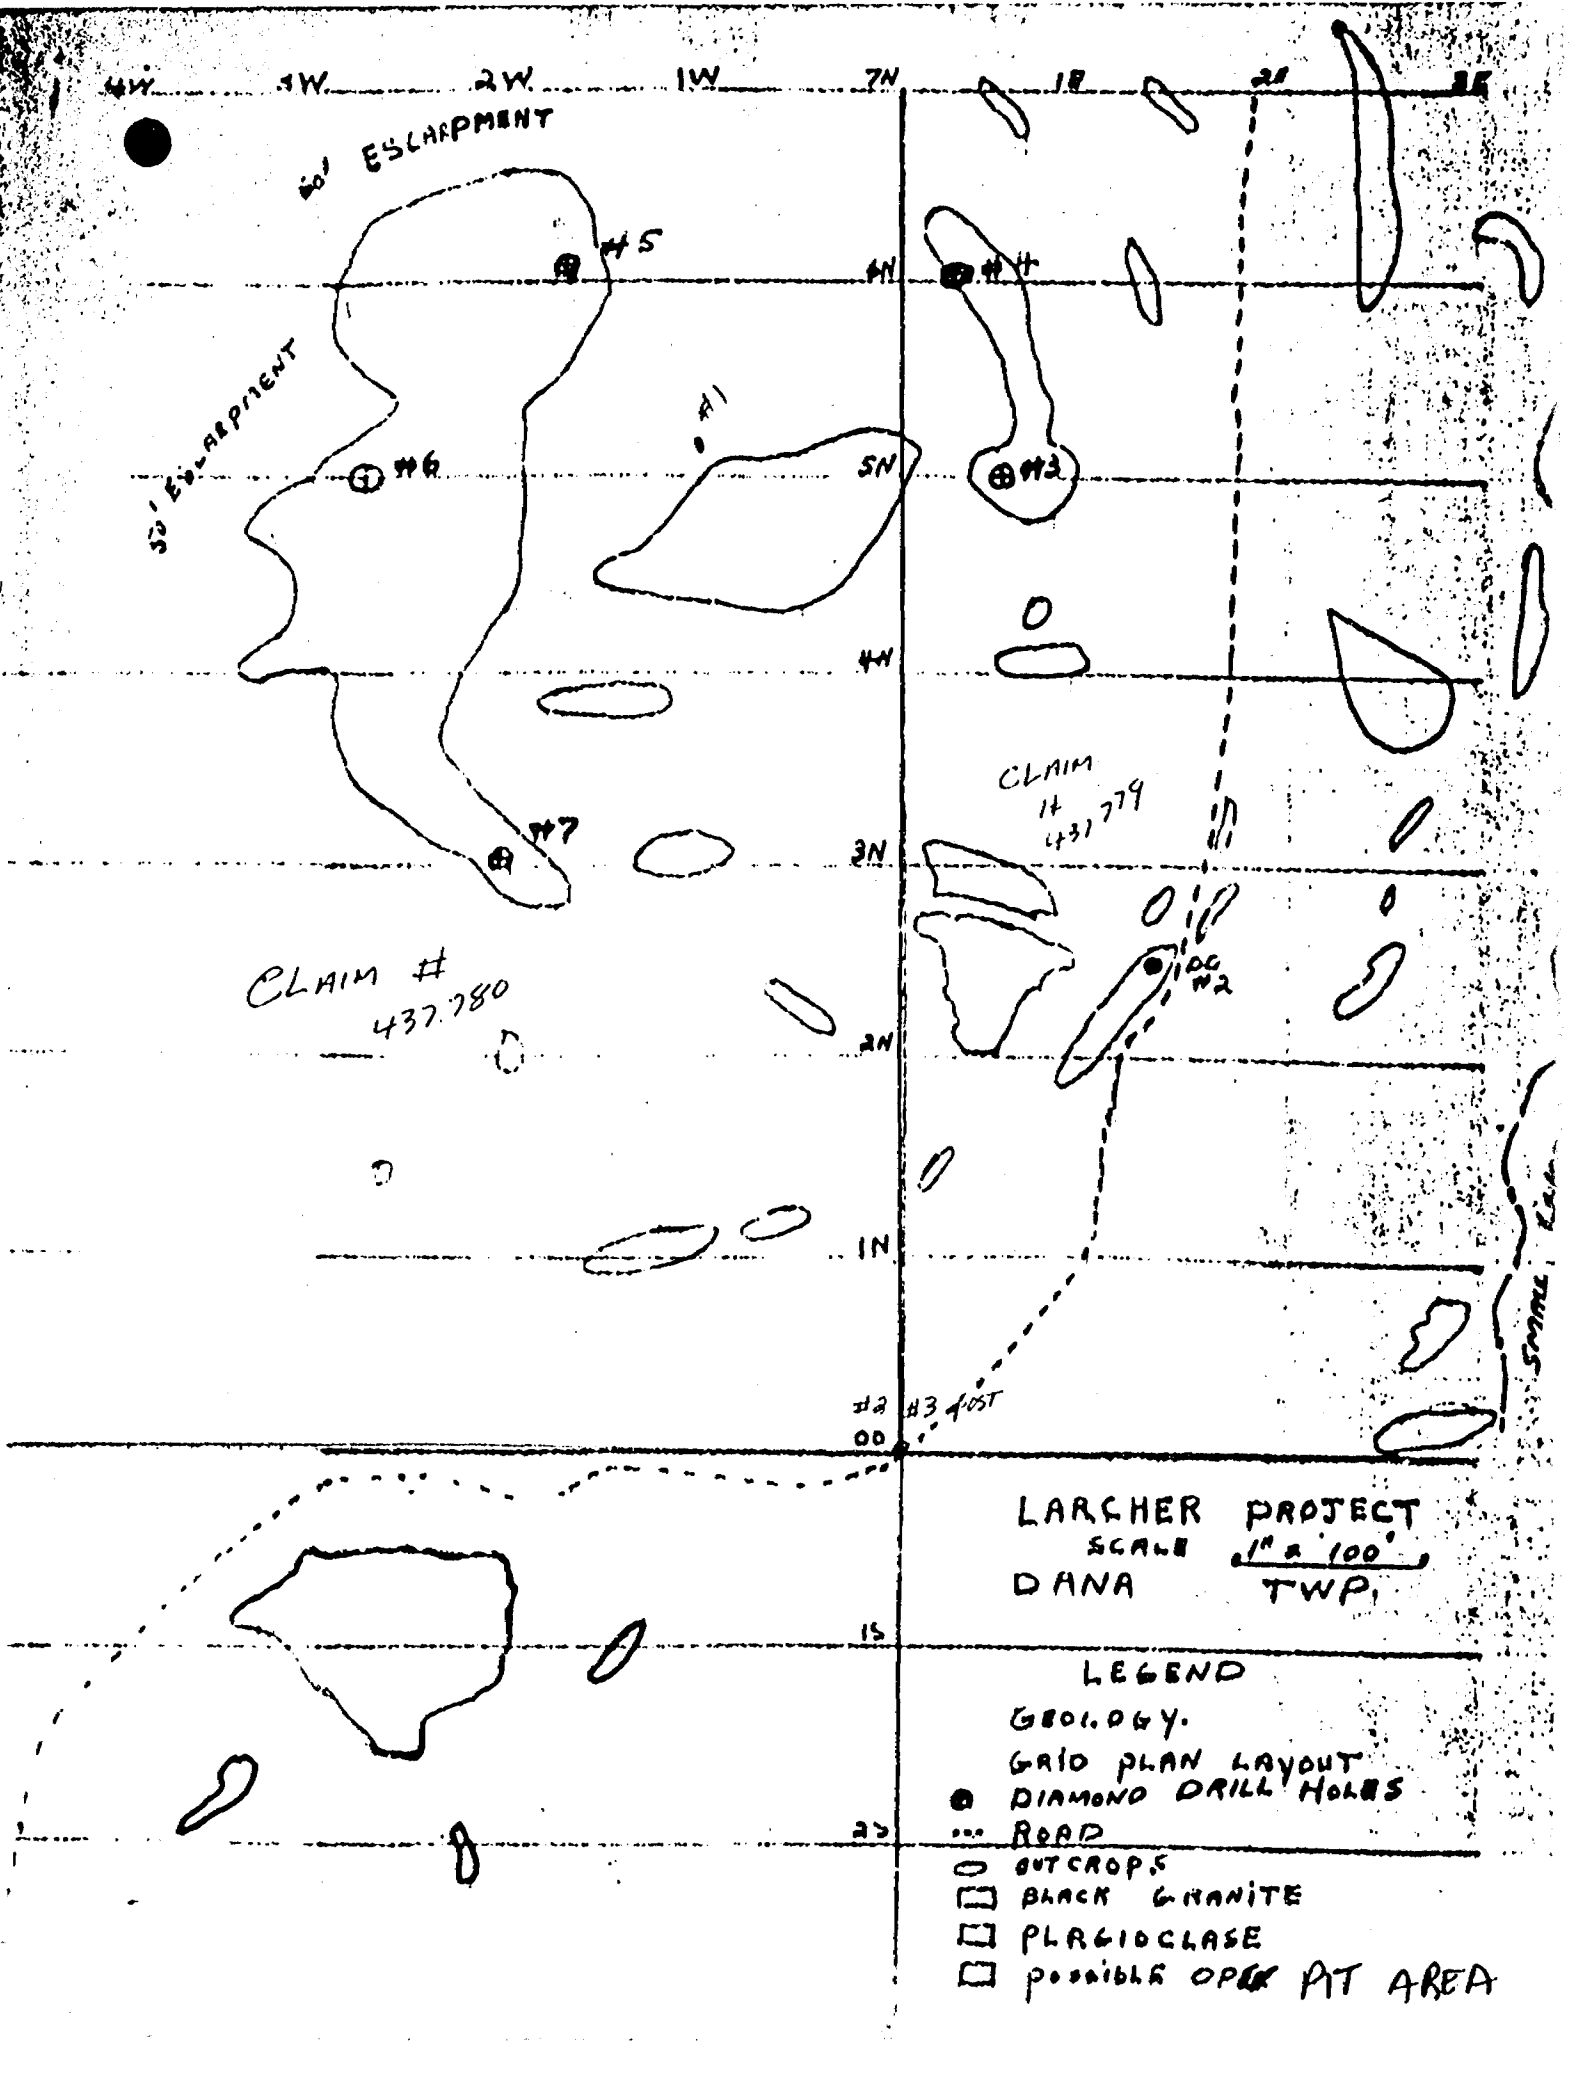 4W 3W 2W 1W 7N 1E 2E 3E
60' ESCARPMENT
#5
6N
#4
50' ESCARPMENT
#1
#6
5N
#3
4N
CLAIM
#
437779
#7
3N
CLAIM #
437780
DC
#2
2N
1N
SMALL
#2 #3 POST
00
LARCHER PROJECT
SCALE 1" = 100'
DANA TWP.
1S
LEGEND
GEOLOGY.
GRID PLAN LAYOUT
DIAMOND DRILL HOLES
2S
ROAD
OUTCROPS
BLACK GRANITE
PLAGIOCLASE
POSSIBLE OPEN PIT AREA